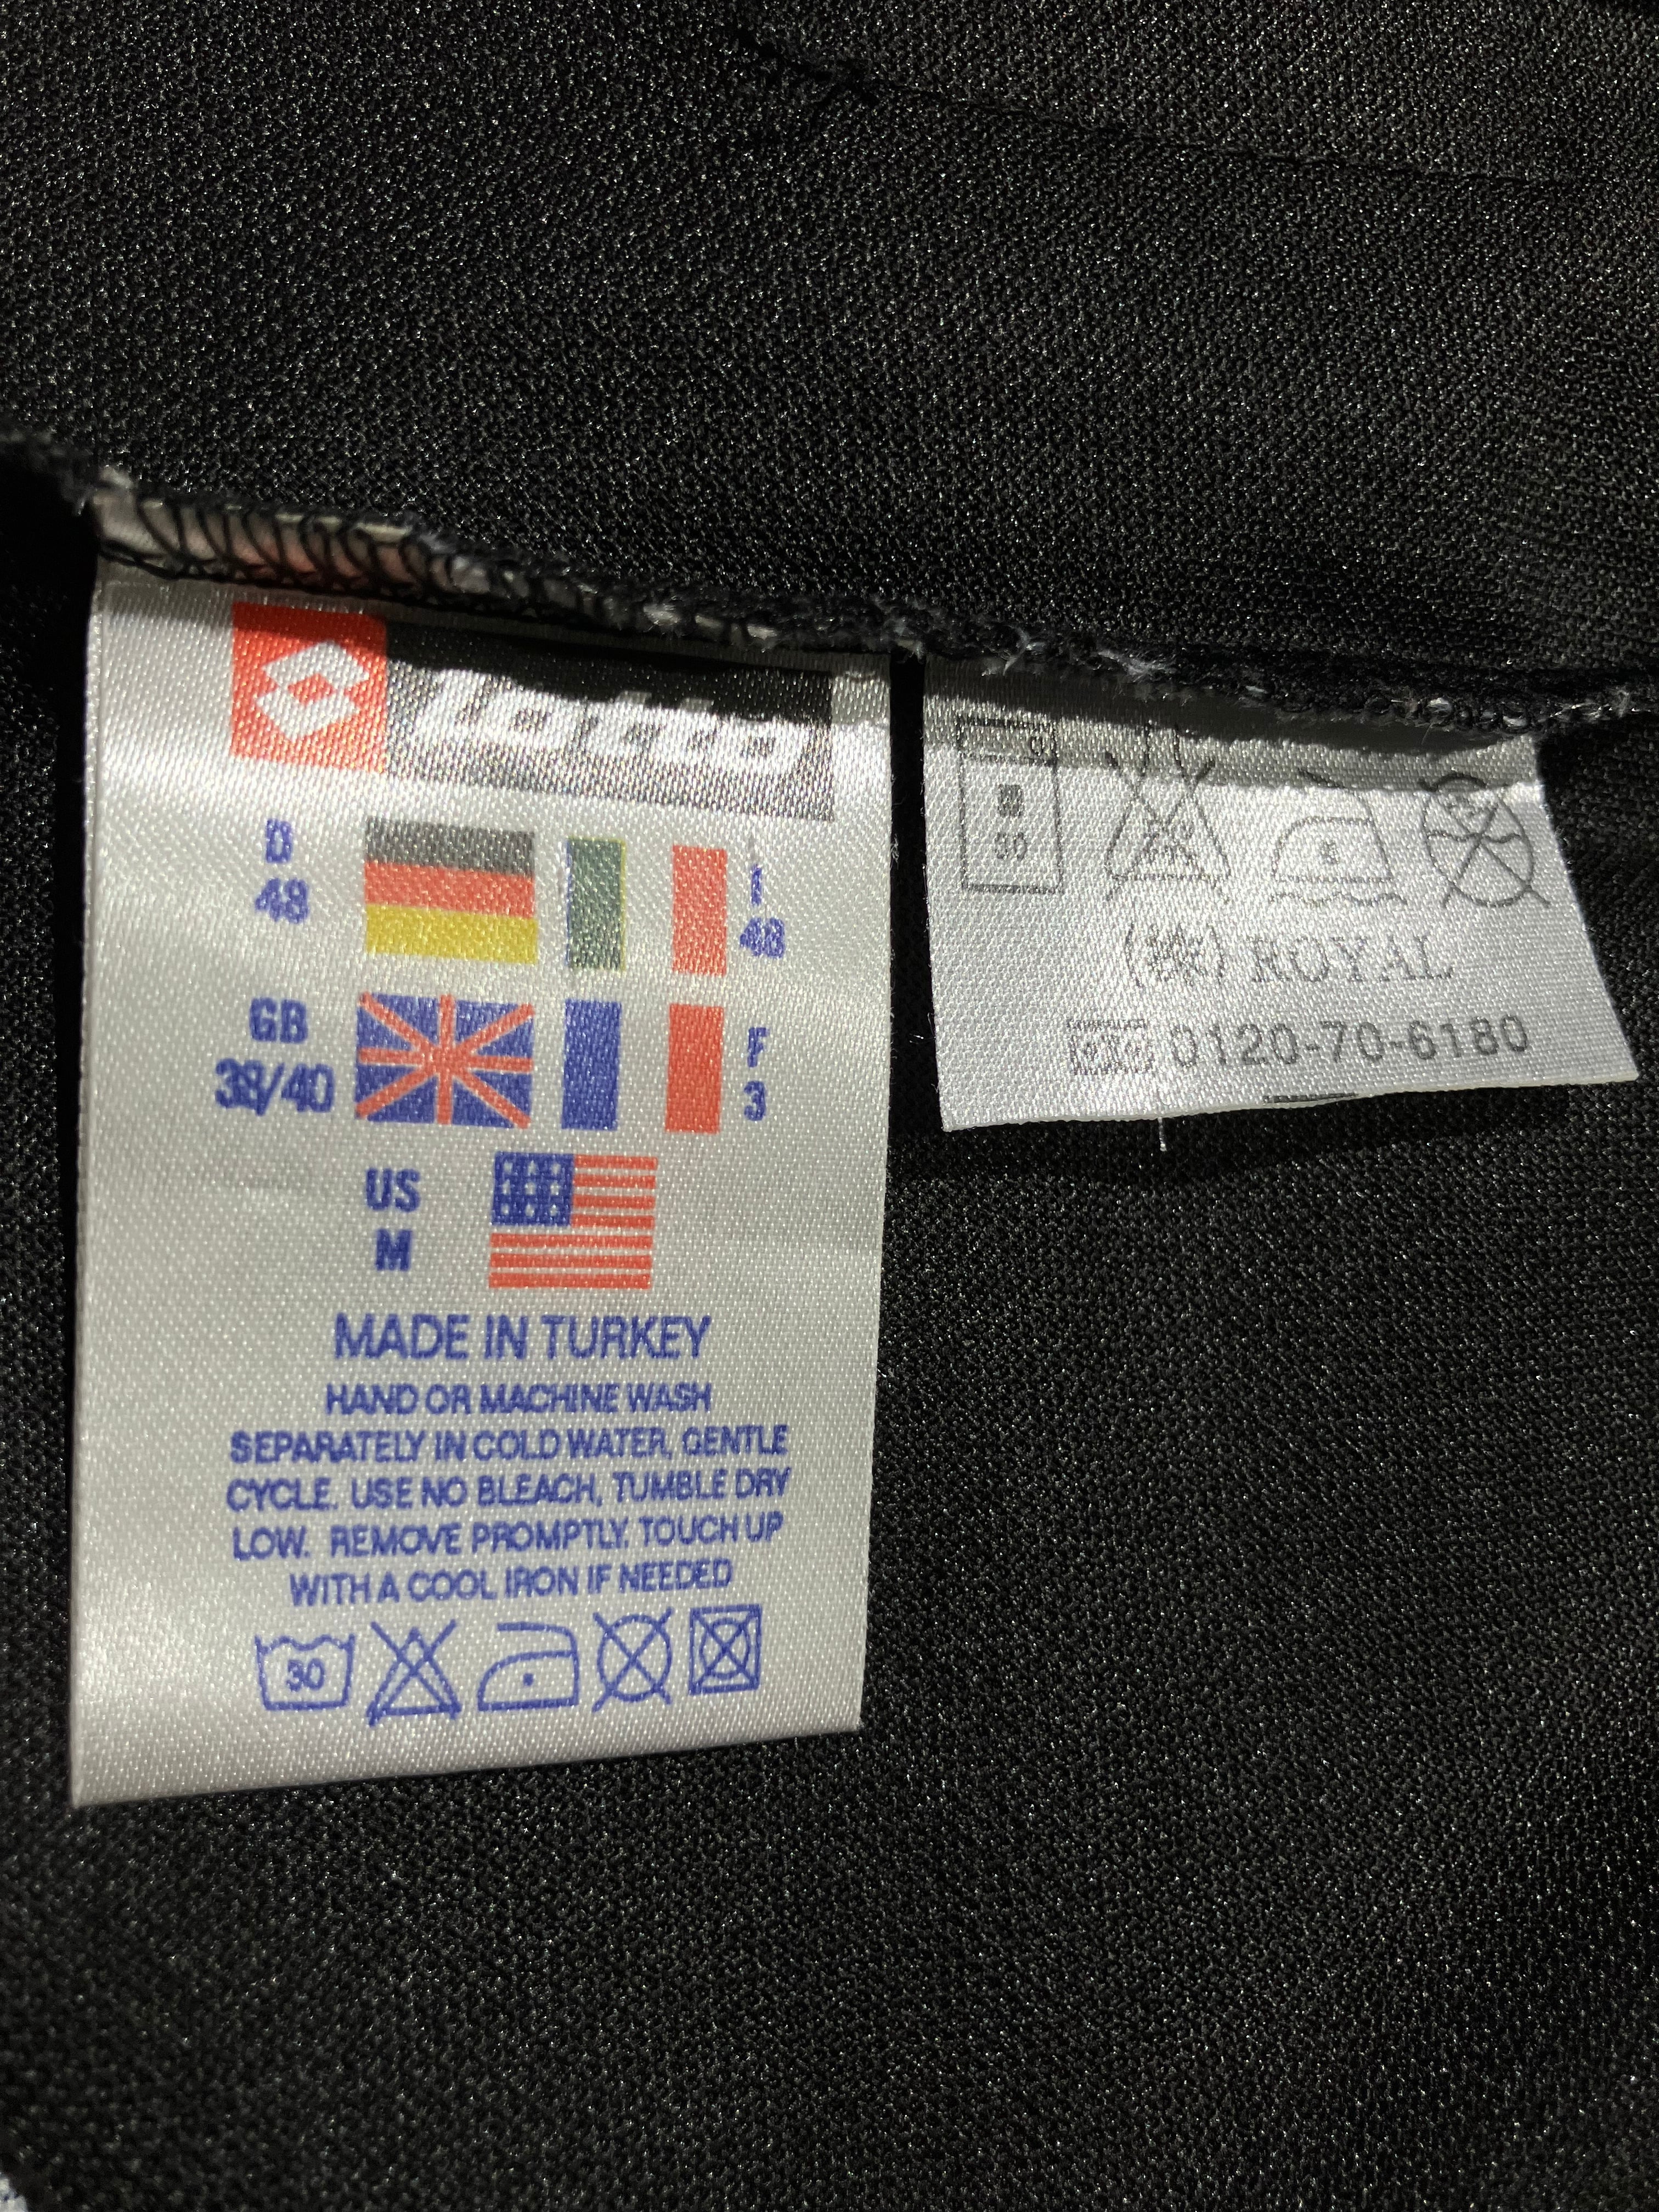 lotto
D
48
I
48
GB
38/40
F
3
US
M
MADE IN TURKEY
HAND OR MACHINE WASH
SEPARATELY IN COLD WATER, GENTLE
CYCLE. USE NO BLEACH, TUMBLE DRY
LOW. REMOVE PROMPTLY. TOUCH UP
WITH A COOL IRON IF NEEDED
30
30
(株) ROYAL
0120-70-6180